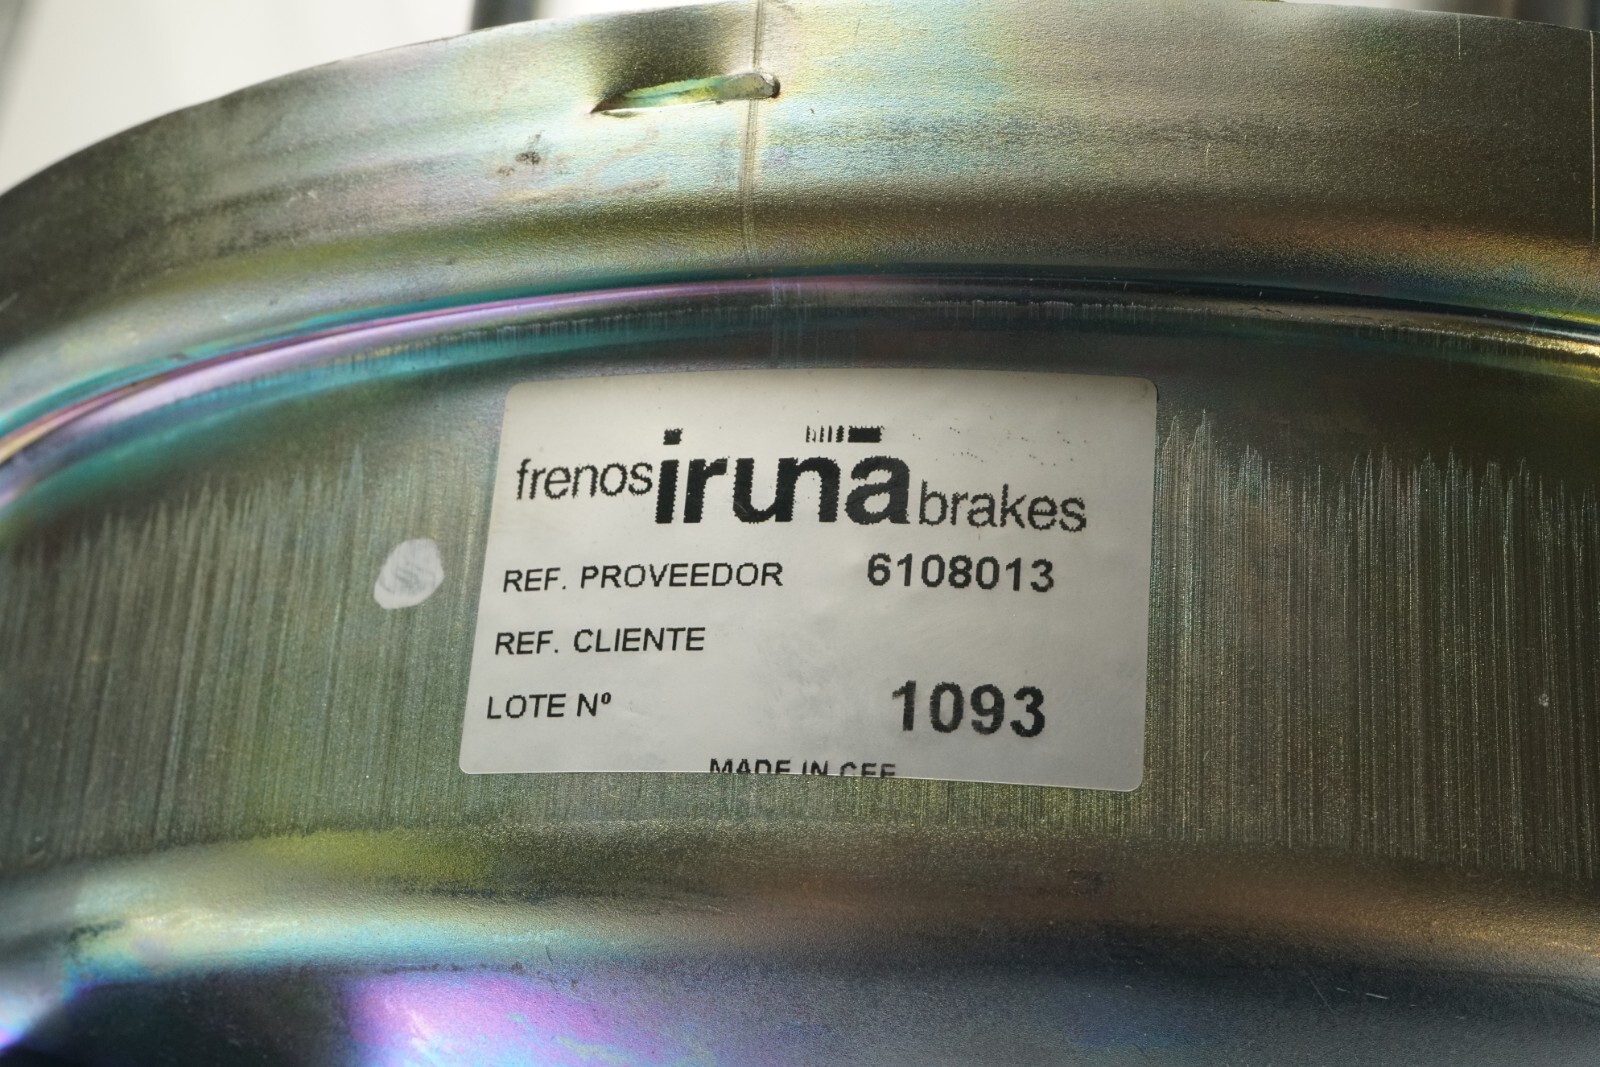 frenos iruña brakes
REF. PROVEEDOR 6108013
REF. CLIENTE
LOTE Nº 1093
MADE IN CEE